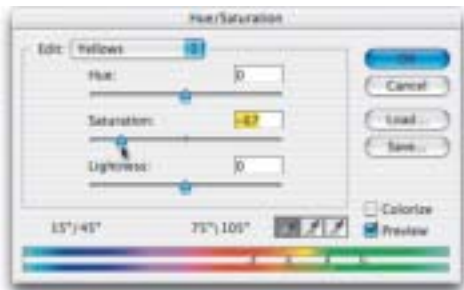 Hue/Saturation
Edit: Yellows
OK
Hue: 0
Cancel
Saturation: -67
Load...
Save...
Lightness: 0
Colorize
15°/45° 75°\105°
Preview